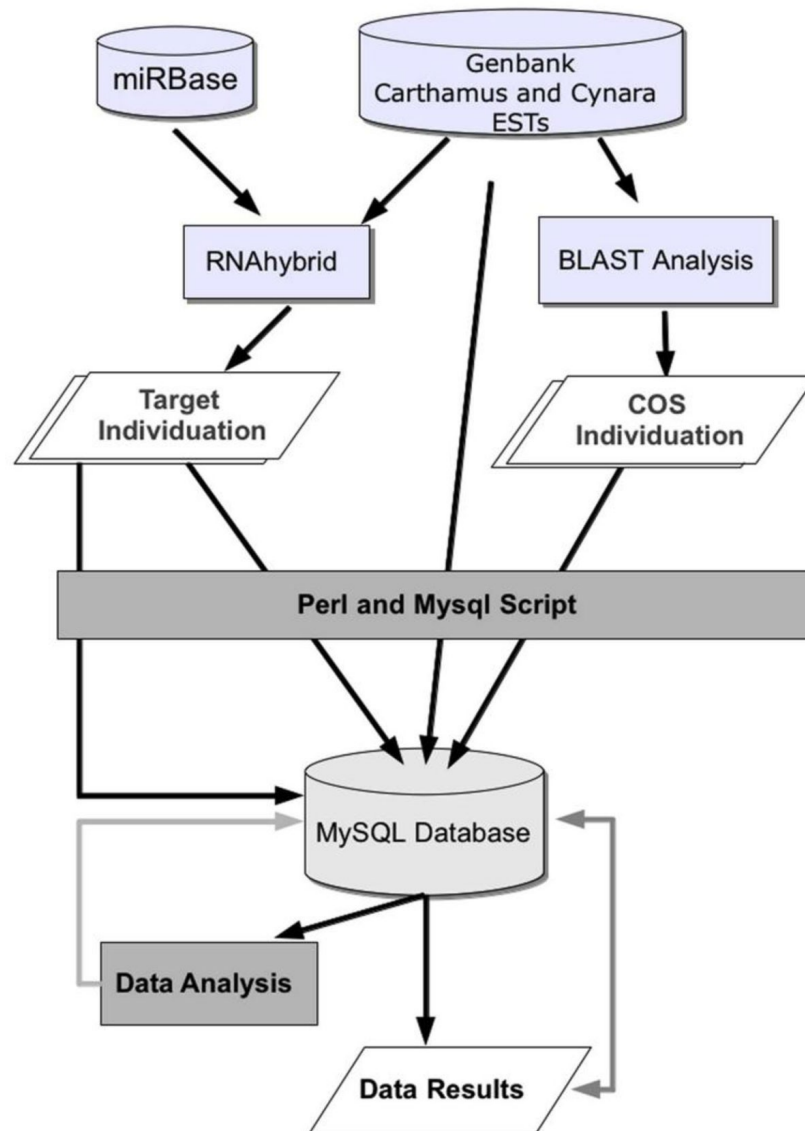 miRBase
Genbank
Carthamus and Cynara
ESTs
RNAhybrid
BLAST Analysis
Target
Individuation
COS
Individuation
Perl and Mysql Script
MySQL Database
Data Analysis
Data Results